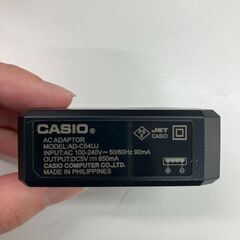 CASIO®
AC ADAPTOR
MODEL:AD-C54UJ
INPUT:AC 100-240V~50/60Hz 90mA
OUTPUT:DC5V⎓650mA
CASIO COMPUTER CO.,LTD.
MADE IN PHILIPPINES
JET
CASIO